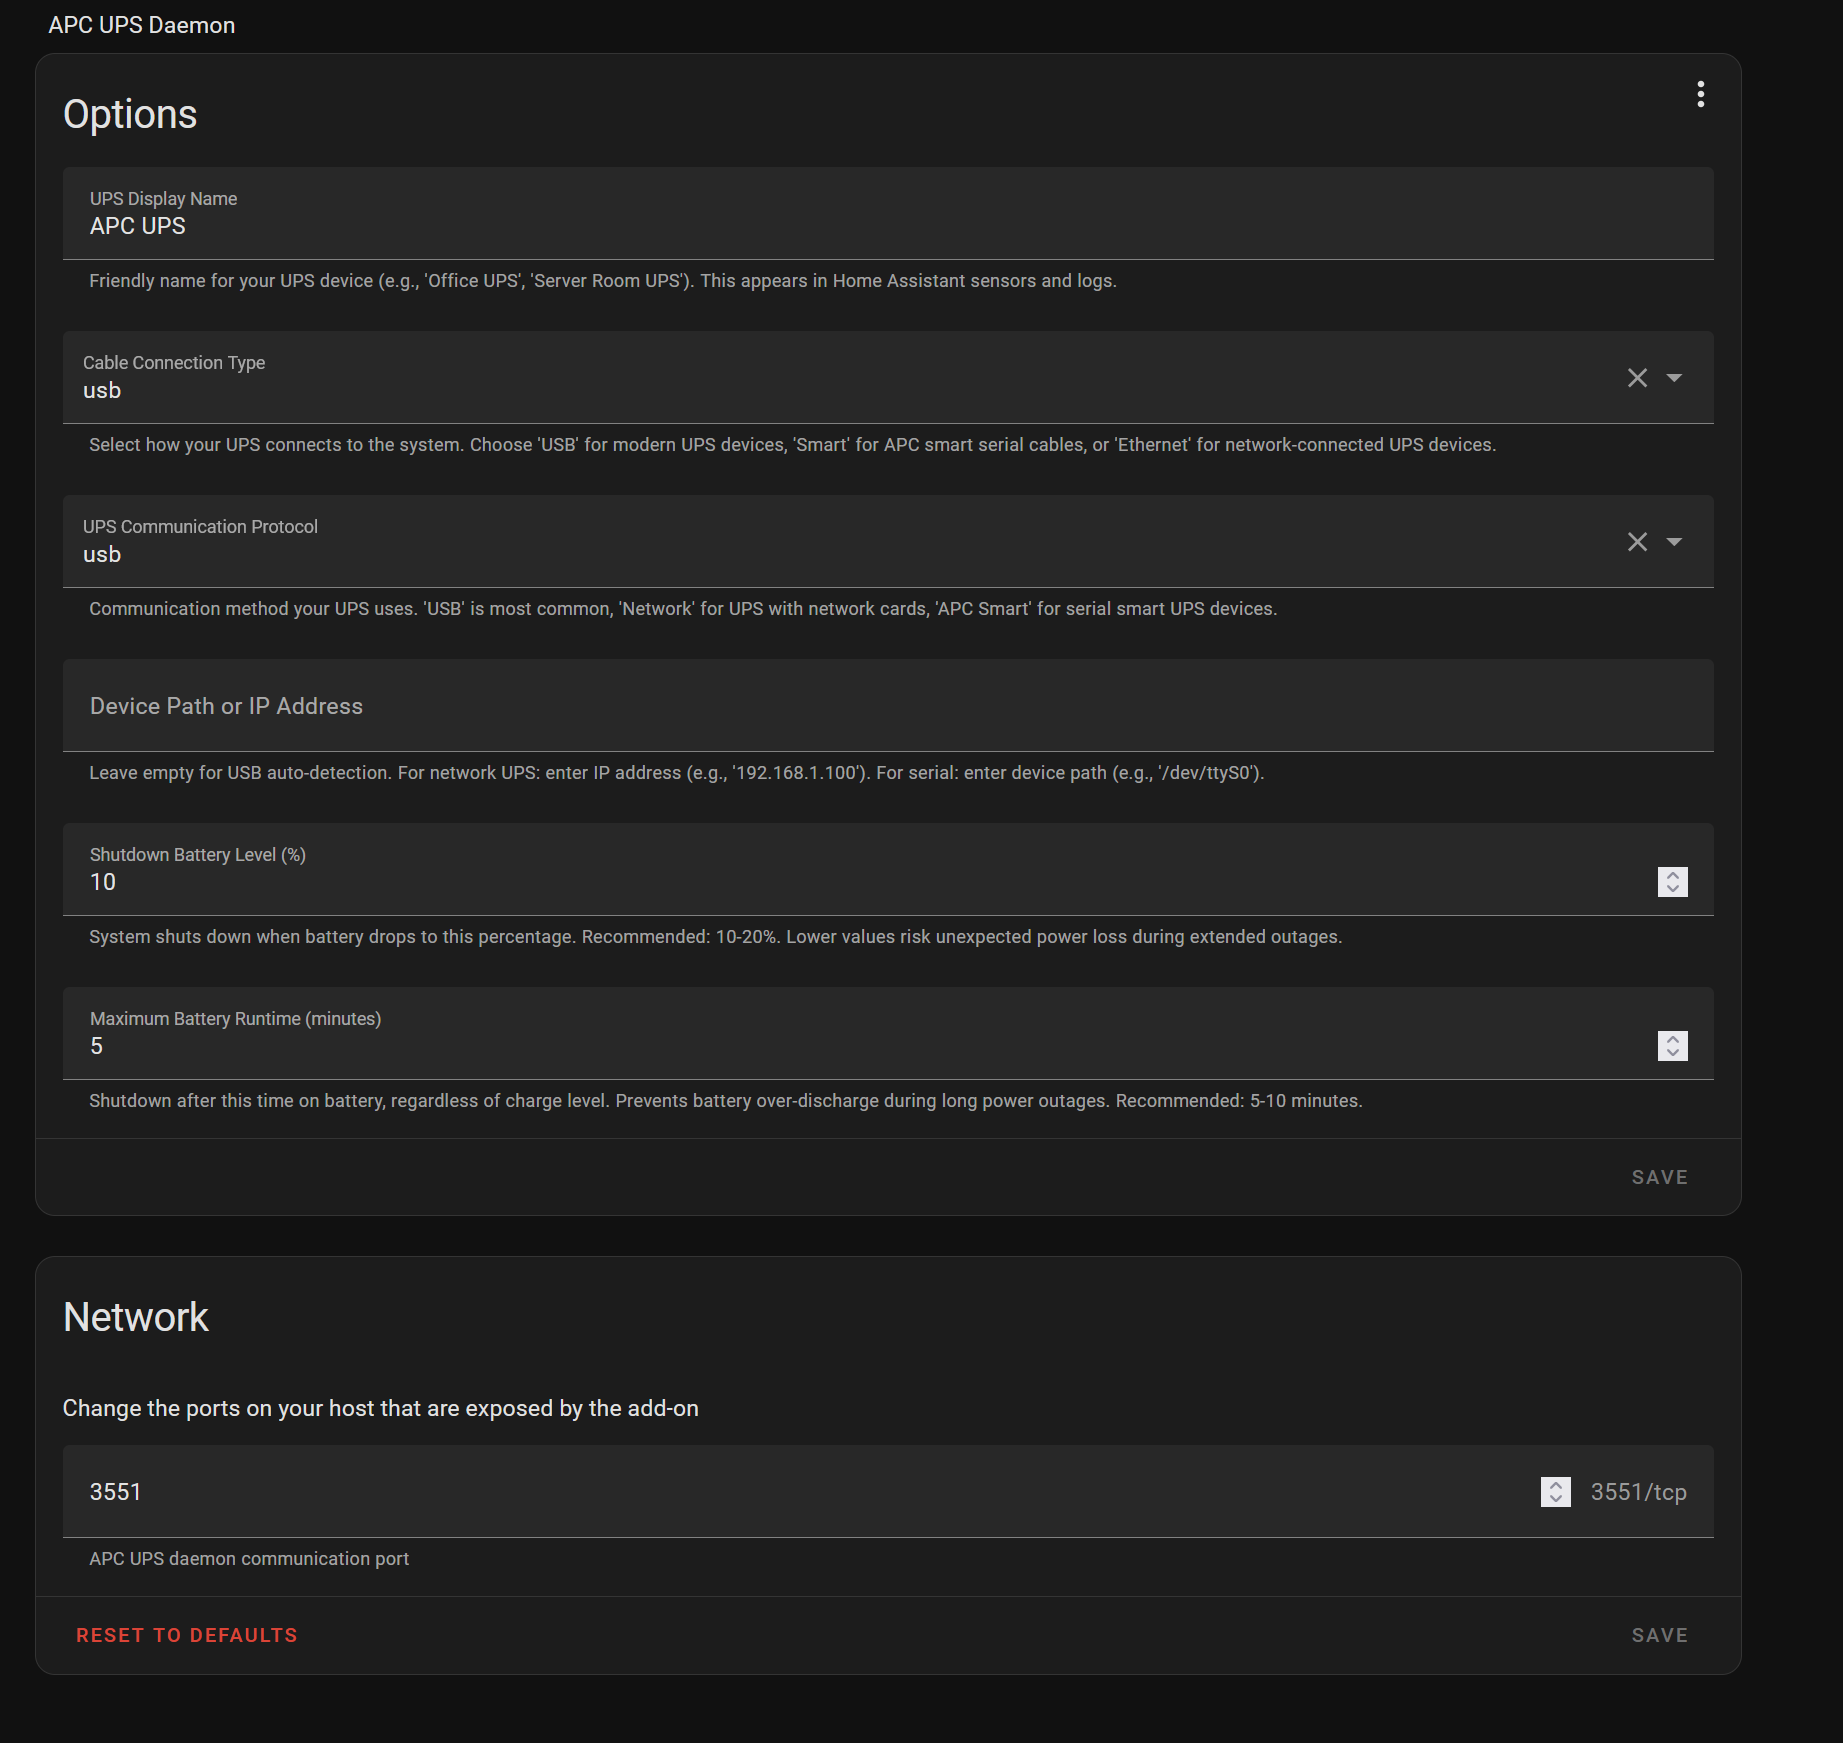 APC UPS Daemon
Options
UPS Display Name
APC UPS
Friendly name for your UPS device (e.g., 'Office UPS', 'Server Room UPS'). This appears in Home Assistant sensors and logs.
Cable Connection Type
usb
Select how your UPS connects to the system. Choose 'USB' for modern UPS devices, 'Smart' for APC smart serial cables, or 'Ethernet' for network-connected UPS devices.
UPS Communication Protocol
usb
Communication method your UPS uses. 'USB' is most common, 'Network' for UPS with network cards, 'APC Smart' for serial smart UPS devices.
Device Path or IP Address
Leave empty for USB auto-detection. For network UPS: enter IP address (e.g., '192.168.1.100'). For serial: enter device path (e.g., '/dev/ttyS0').
Shutdown Battery Level (%)
10
System shuts down when battery drops to this percentage. Recommended: 10-20%. Lower values risk unexpected power loss during extended outages.
Maximum Battery Runtime (minutes)
5
Shutdown after this time on battery, regardless of charge level. Prevents battery over-discharge during long power outages. Recommended: 5-10 minutes.
SAVE
Network
Change the ports on your host that are exposed by the add-on
3551 3551/tcp
APC UPS daemon communication port
RESET TO DEFAULTS SAVE